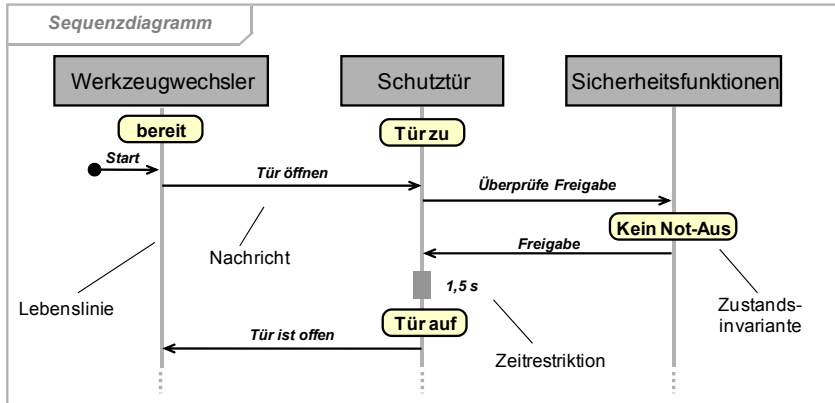 Sequenzdiagramm
Werkzeugwechsler
Schutztür
Sicherheitsfunktionen
bereit
Tür zu
Start
Tür öffnen
Überprüfe Freigabe
Kein Not-Aus
Nachricht
Freigabe
Lebenslinie
1,5 s
Zustands-
invariante
Tür auf
Tür ist offen
Zeitrestriktion